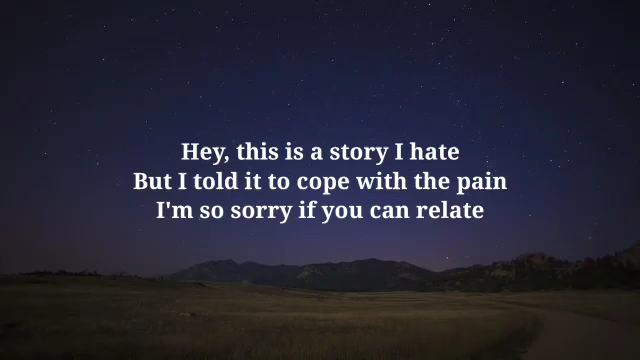 Hey, this is a story I hate
But I told it to cope with the pain
I'm so sorry if you can relate